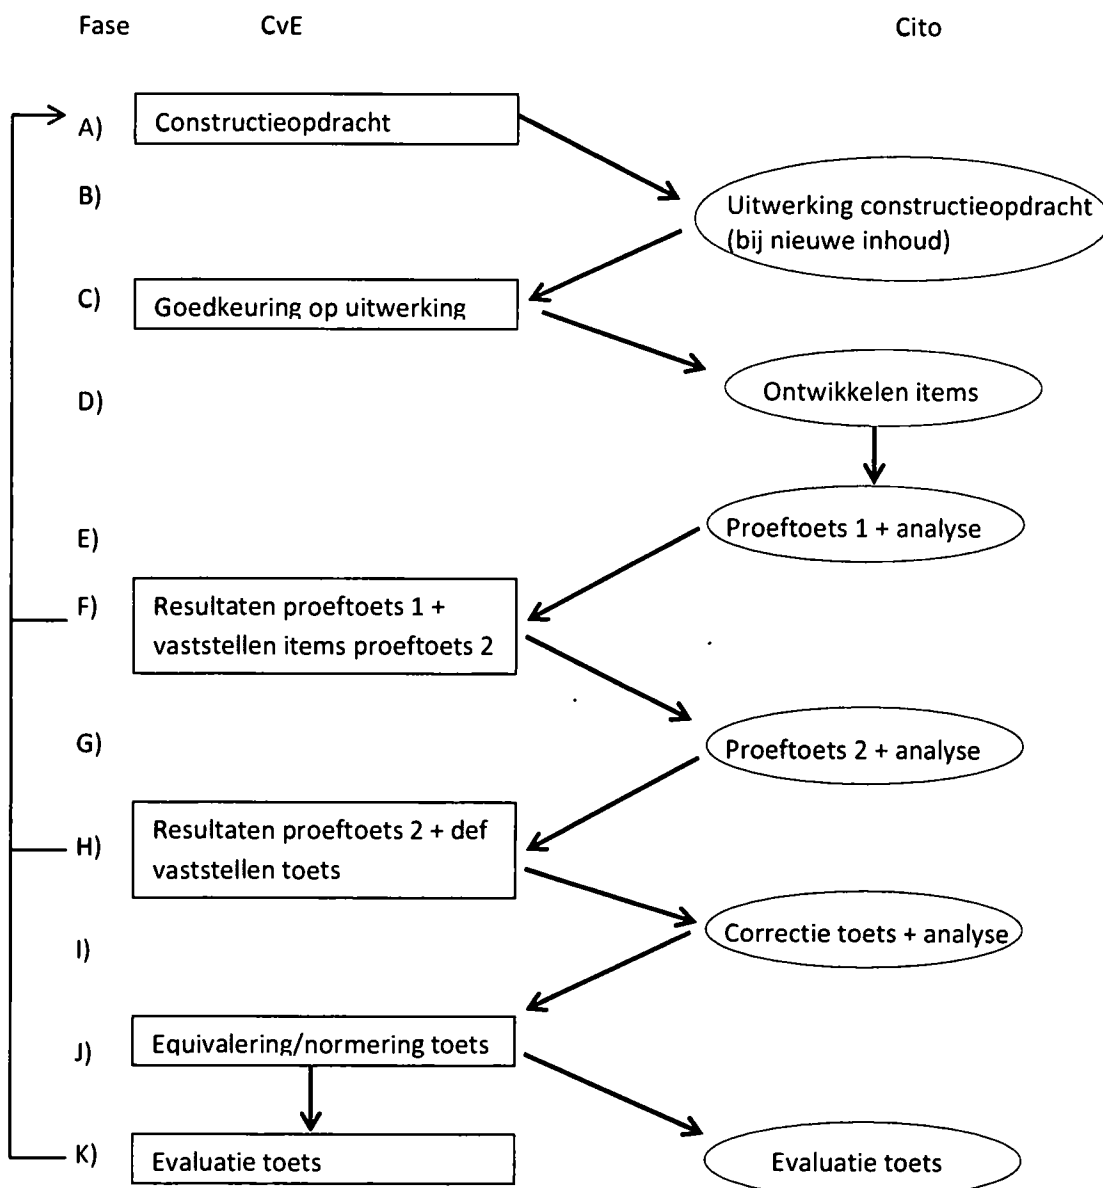 Fase CvE Cito
A) Constructieopdracht
B) Uitwerking constructieopdracht
(bij nieuwe inhoud)
C) Goedkeuring op uitwerking
Ontwikkelen items
D)
Proeftoets 1 + analyse
E)
F) Resultaten proeftoets 1 +
vaststellen items proeftoets 2
G) Proeftoets 2 + analyse
Resultaten proeftoets 2 + def
H) vaststellen toets
Correctie toets + analyse
I)
J) Equivalering/normering toets
K) Evaluatie toets Evaluatie toets